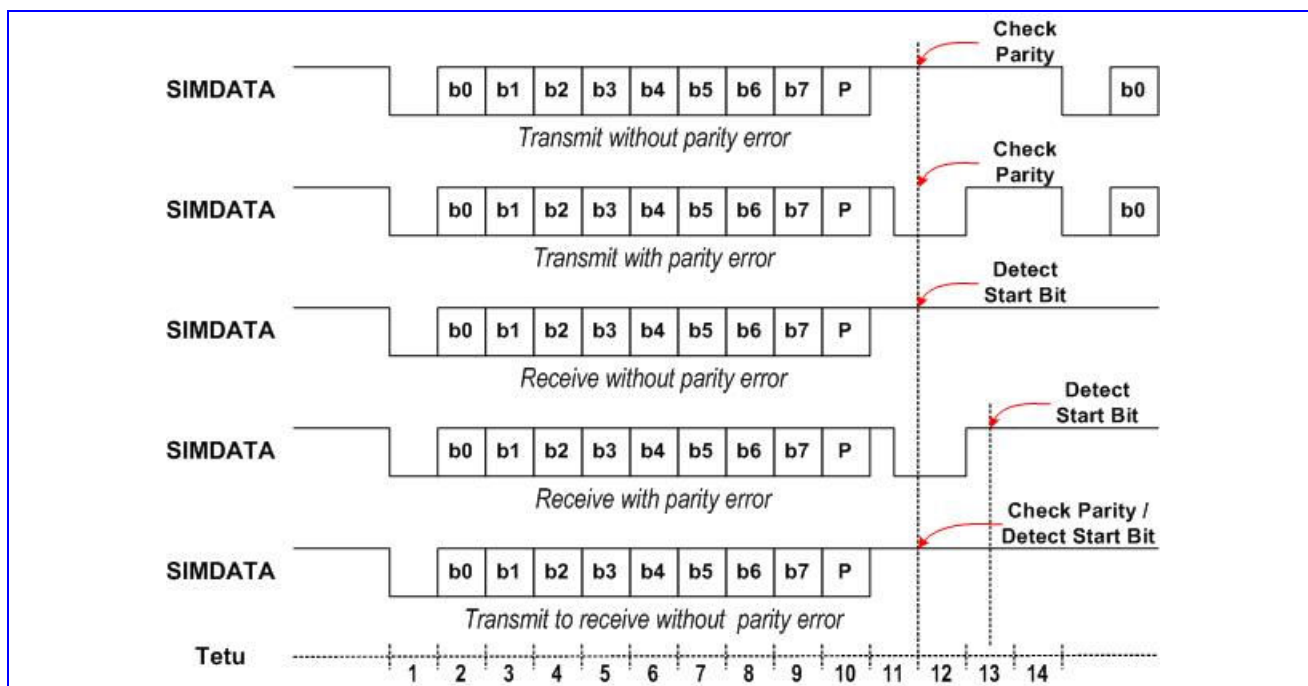 Check
Parity
SIMDATA b0 b1 b2 b3 b4 b5 b6 b7 P b0
Transmit without parity error
Check
Parity
SIMDATA b0 b1 b2 b3 b4 b5 b6 b7 P b0
Transmit with parity error
Detect
Start Bit
SIMDATA b0 b1 b2 b3 b4 b5 b6 b7 P
Receive without parity error
Detect
Start Bit
SIMDATA b0 b1 b2 b3 b4 b5 b6 b7 P
Receive with parity error
Check Parity /
Detect Start Bit
SIMDATA b0 b1 b2 b3 b4 b5 b6 b7 P
Transmit to receive without parity error
Tetu 1 2 3 4 5 6 7 8 9 10 11 12 13 14